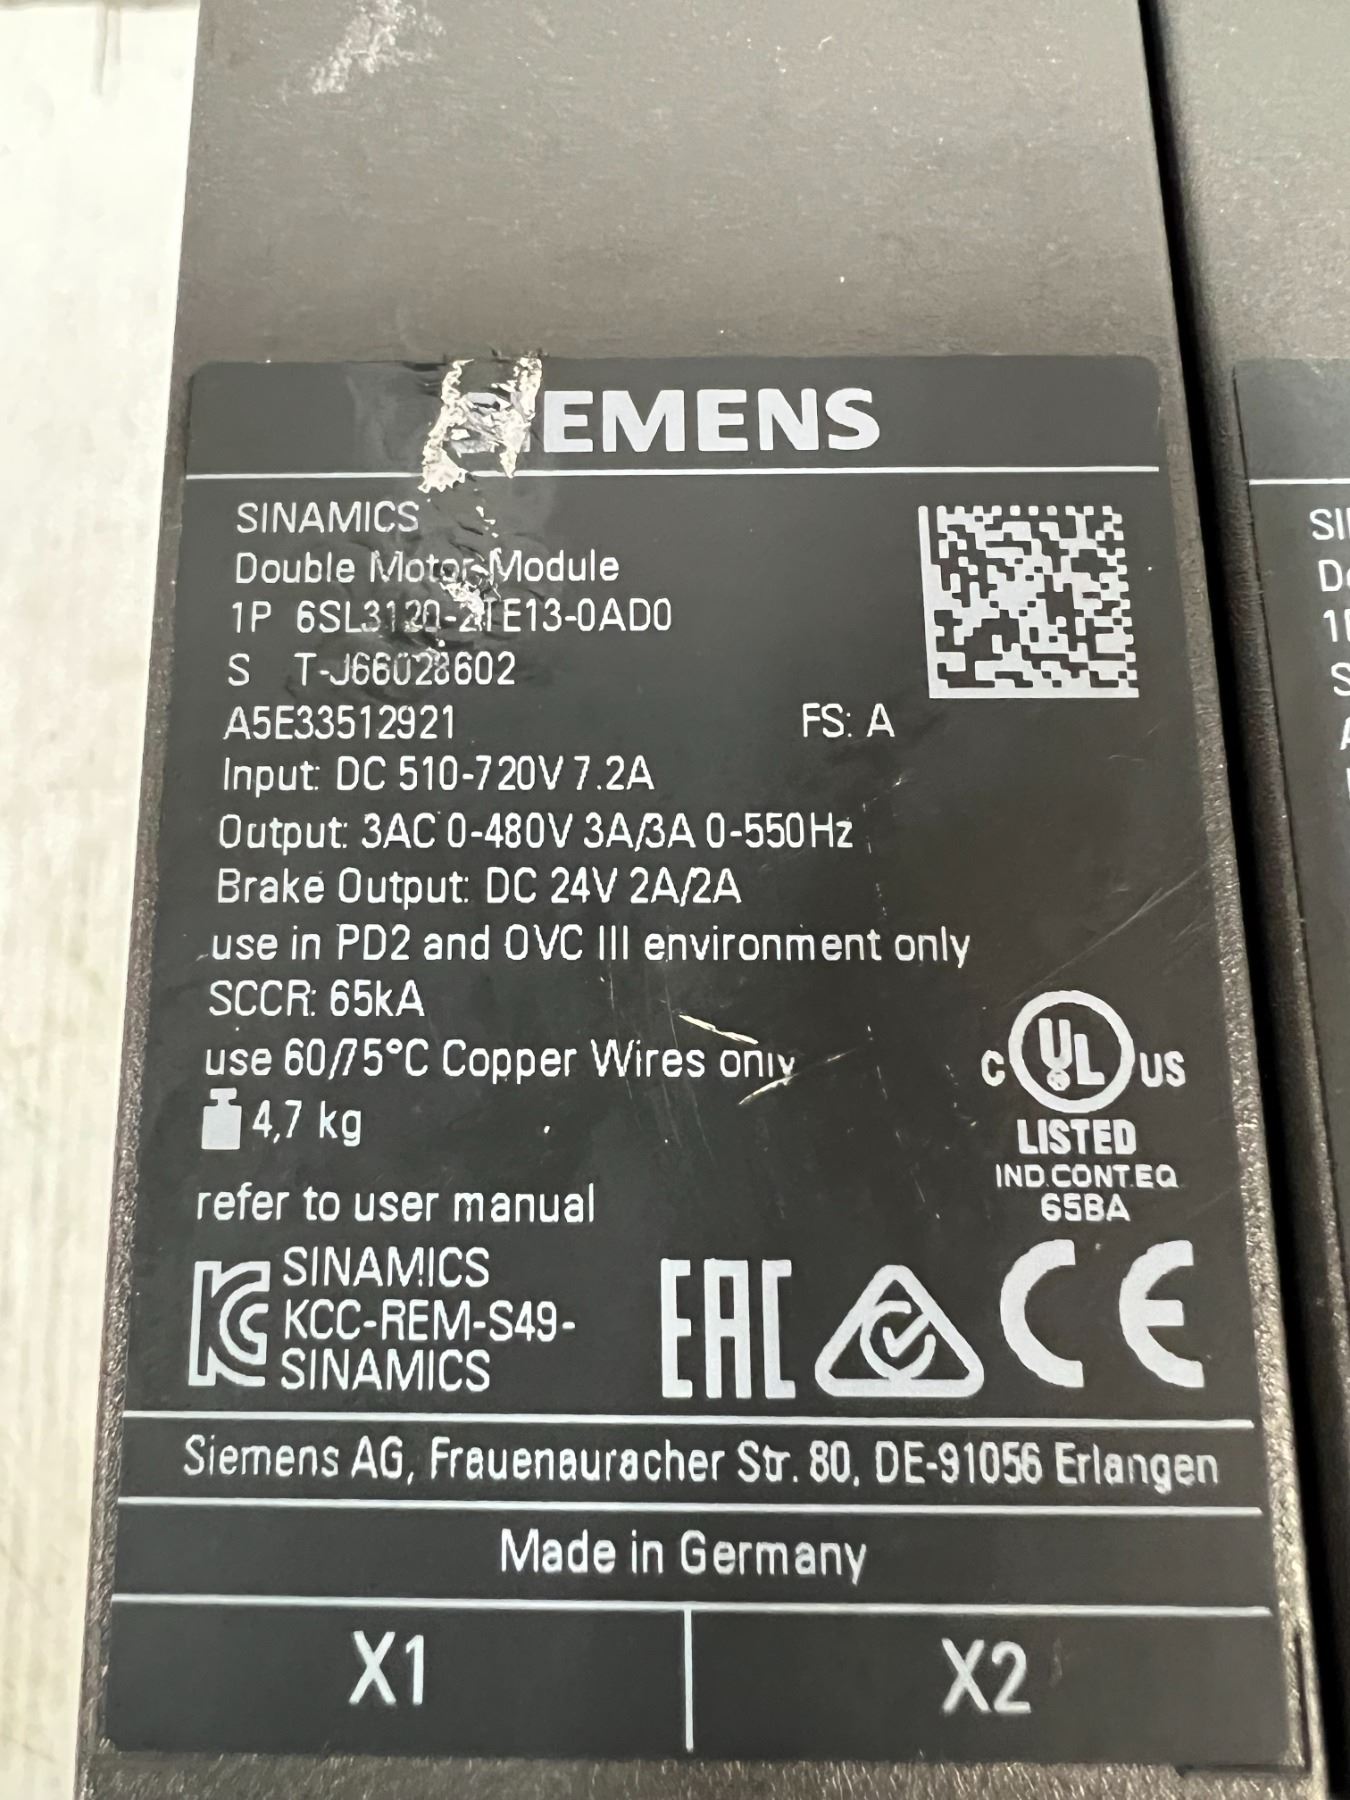 SIEMENS
SINAMICS
Double Motor Module
1P 6SL3120-2TE13-0AD0
S T-J66028602
A5E33512921 FS: A
Input: DC 510-720V 7.2A
Output: 3AC 0-480V 3A/3A 0-550Hz
Brake Output: DC 24V 2A/2A
use in PD2 and OVC III environment only
SCCR: 65kA
use 60/75°C Copper Wires only
4,7 kg
C UL US
LISTED
IND.CONT.EQ
65BA
refer to user manual
SINAMICS
KCC-REM-S49-
SINAMICS
EAC
CE
Siemens AG, Frauenauracher Str. 80, DE-91056 Erlangen
Made in Germany
X1 X2